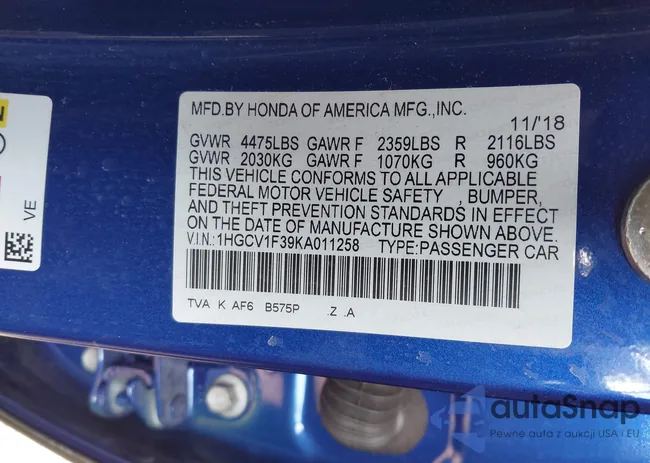 MFD.BY HONDA OF AMERICA MFG.,INC.
11/'18
GVWR 4475LBS GAWR F 2359LBS R 2116LBS
GVWR 2030KG GAWR F 1070KG R 960KG
THIS VEHICLE CONFORMS TO ALL APPLICABLE
FEDERAL MOTOR VEHICLE SAFETY , BUMPER,
AND THEFT PREVENTION STANDARDS IN EFFECT
ON THE DATE OF MANUFACTURE SHOWN ABOVE.
V.I.N.:1HGCV1F39KA011258 TYPE:PASSENGER CAR
TVA K AF6 B575P .Z .A
VE
autoSnap
Pewne auta z aukcji USA i EU